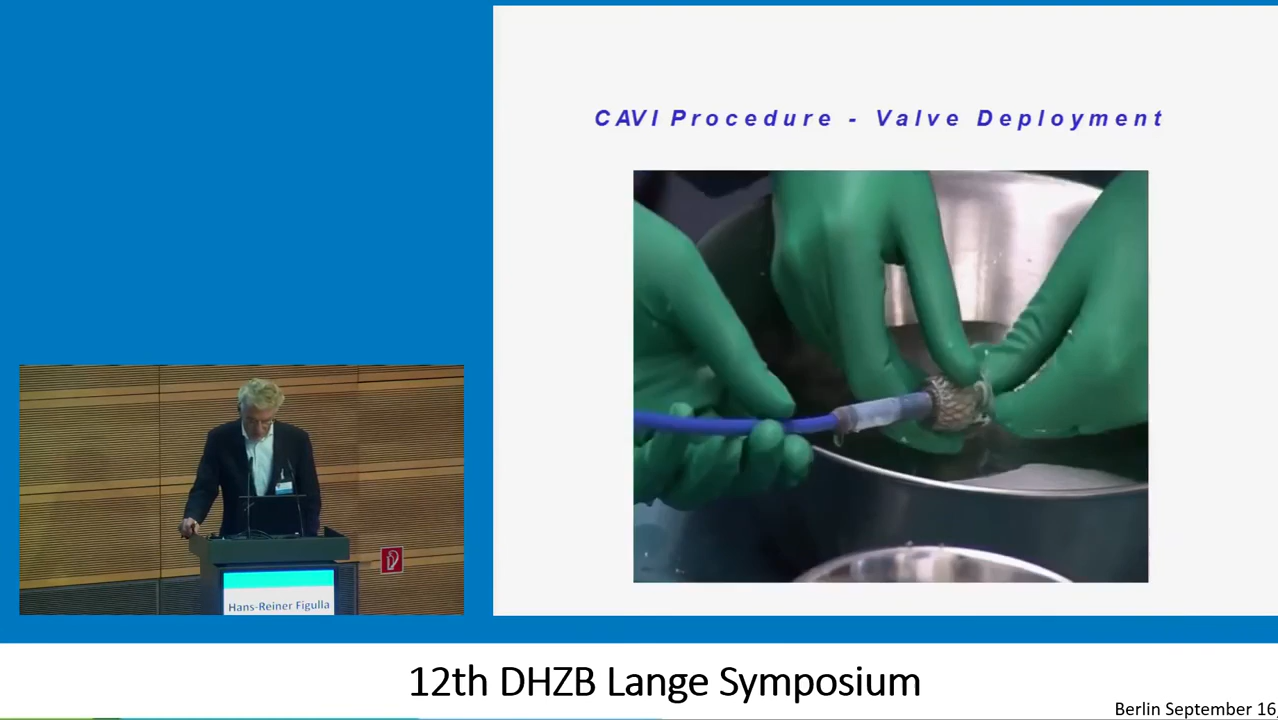 CAVI Procedure - Valve Deployment
Hans-Reiner Figulla
12th DHZB Lange Symposium
Berlin September 16,